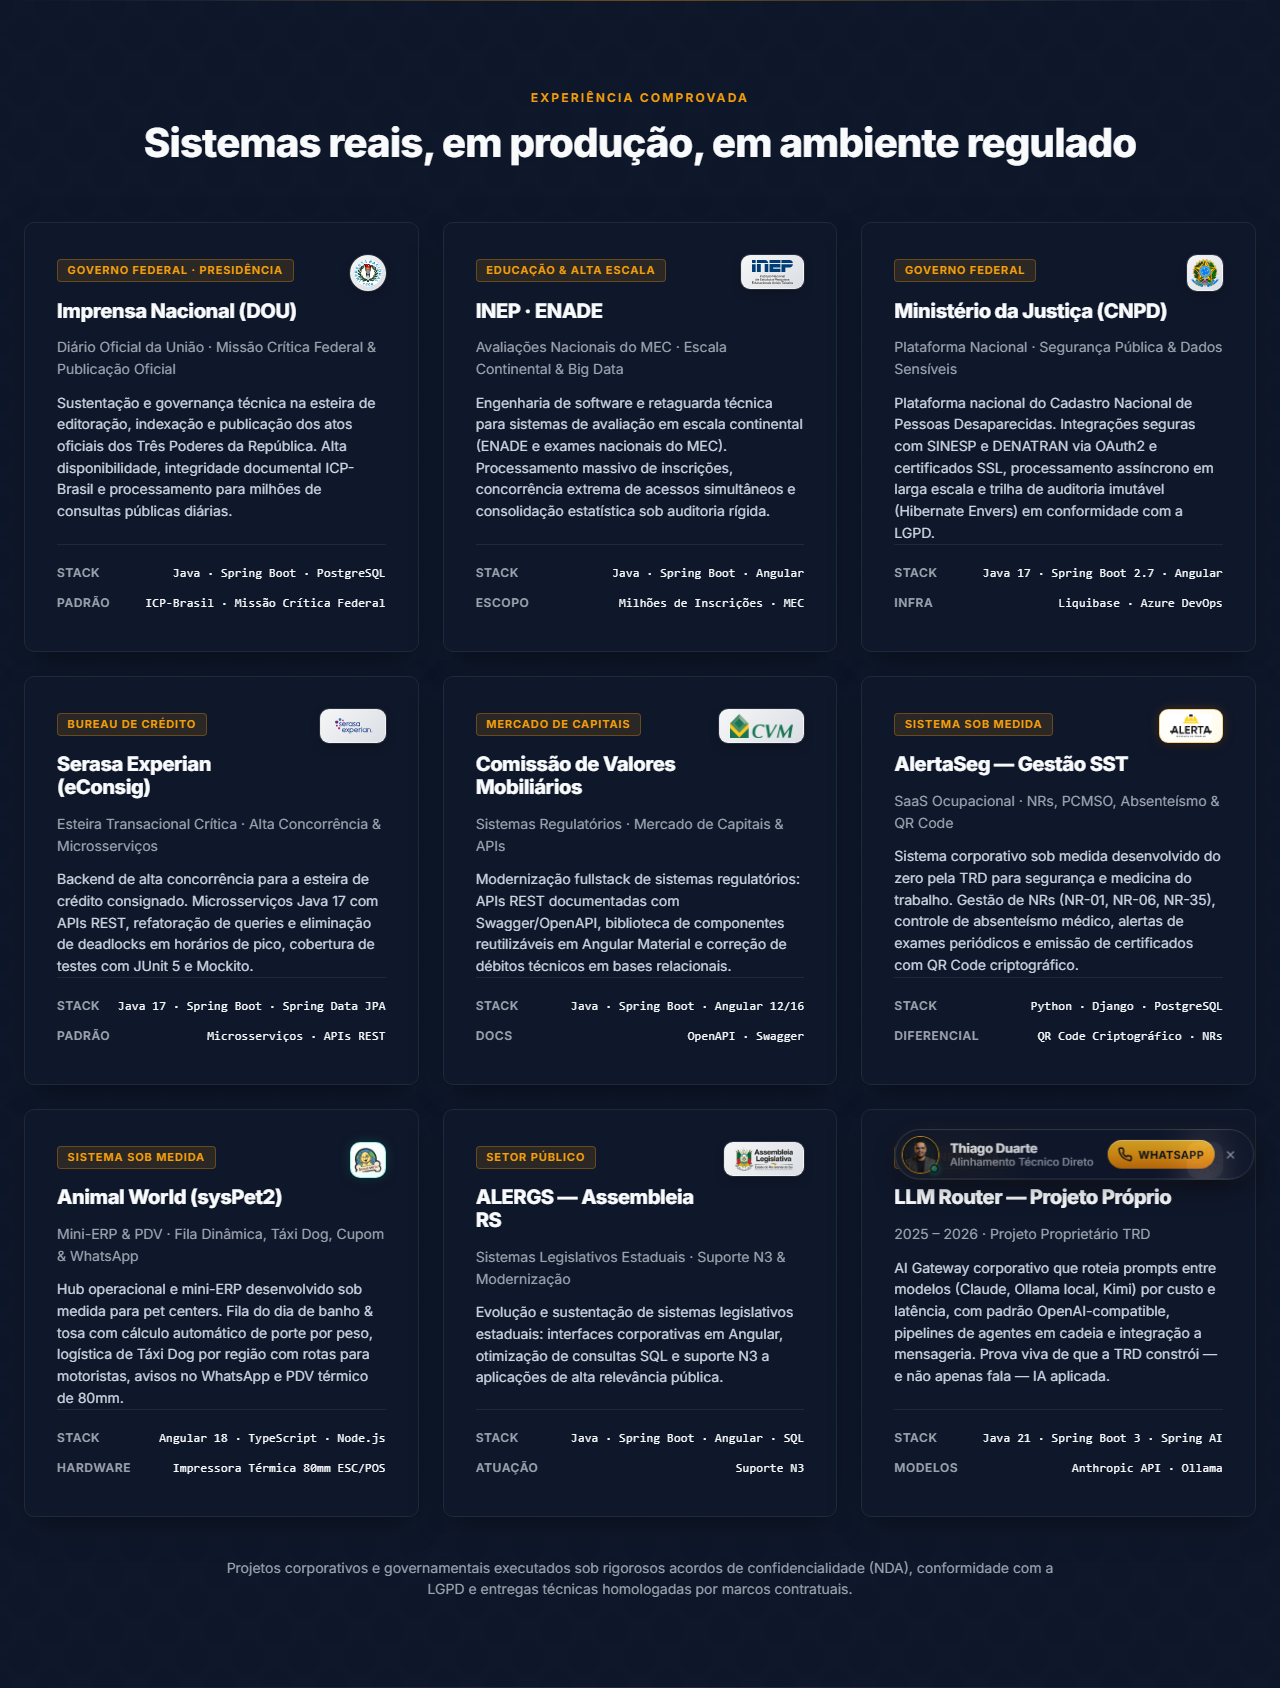 EXPERIÊNCIA COMPROVADA
Sistemas reais, em produção, em ambiente regulado
GOVERNO FEDERAL · PRESIDÊNCIA
Imprensa Nacional (DOU)
Diário Oficial da União · Missão Crítica Federal &
Publicação Oficial
Sustentação e governança técnica na esteira de
editoração, indexação e publicação dos atos
oficiais dos Três Poderes da República. Alta
disponibilidade, integridade documental ICP-
Brasil e processamento para milhões de
consultas públicas diárias.
STACK Java · Spring Boot · PostgreSQL
PADRÃO ICP-Brasil · Missão Crítica Federal
EDUCAÇÃO & ALTA ESCALA
inep
INEP · ENADE
Avaliações Nacionais do MEC · Escala
Continental & Big Data
Engenharia de software e retaguarda técnica
para sistemas de avaliação em escala continental
(ENADE e exames nacionais do MEC).
Processamento massivo de inscrições,
concorrência extrema de acessos simultâneos e
consolidação estatística sob auditoria rígida.
STACK Java · Spring Boot · Angular
ESCOPO Milhões de Inscrições · MEC
GOVERNO FEDERAL
Ministério da Justiça (CNPD)
Plataforma Nacional · Segurança Pública & Dados
Sensíveis
Plataforma nacional do Cadastro Nacional de
Pessoas Desaparecidas. Integrações seguras
com SINESP e DENATRAN via OAuth2 e
certificados SSL, processamento assíncrono em
larga escala e trilha de auditoria imutável
(Hibernate Envers) em conformidade com a
LGPD.
STACK Java 17 · Spring Boot 2.7 · Angular
INFRA Liquibase · Azure DevOps
BUREAU DE CRÉDITO
serasa
experian
Serasa Experian
(eConsig)
Esteira Transacional Crítica · Alta Concorrência &
Microsserviços
Backend de alta concorrência para a esteira de
crédito consignado. Microsserviços Java 17 com
APIs REST, refatoração de queries e eliminação
de deadlocks em horários de pico, cobertura de
testes com JUnit 5 e Mockito.
STACK Java 17 · Spring Boot · Spring Data JPA
PADRÃO Microsserviços · APIs REST
MERCADO DE CAPITAIS
CVM
Comissão de Valores
Mobiliários
Sistemas Regulatórios · Mercado de Capitais &
APIs
Modernização fullstack de sistemas regulatórios:
APIs REST documentadas com
Swagger/OpenAPI, biblioteca de componentes
reutilizáveis em Angular Material e correção de
débitos técnicos em bases relacionais.
STACK Java · Spring Boot · Angular 12/16
DOCS OpenAPI · Swagger
SISTEMA SOB MEDIDA
ALERTA
AlertaSeg — Gestão SST
SaaS Ocupacional · NRs, PCMSO, Absenteísmo &
QR Code
Sistema corporativo sob medida desenvolvido do
zero pela TRD para segurança e medicina do
trabalho. Gestão de NRs (NR-01, NR-06, NR-35),
controle de absenteísmo médico, alertas de
exames periódicos e emissão de certificados
com QR Code criptográfico.
STACK Python · Django · PostgreSQL
DIFERENCIAL QR Code Criptográfico · NRs
SISTEMA SOB MEDIDA
Animal World (sysPet2)
Mini-ERP & PDV · Fila Dinâmica, Táxi Dog, Cupom
& WhatsApp
Hub operacional e mini-ERP desenvolvido sob
medida para pet centers. Fila do dia de banho &
tosa com cálculo automático de porte por peso,
logística de Táxi Dog por região com rotas para
motoristas, avisos no WhatsApp e PDV térmico
de 80mm.
STACK Angular 18 · TypeScript · Node.js
HARDWARE Impressora Térmica 80mm ESC/POS
SETOR PÚBLICO
Assembleia
Legislativa
ALERGS — Assembleia
RS
Sistemas Legislativos Estaduais · Suporte N3 &
Modernização
Evolução e sustentação de sistemas legislativos
estaduais: interfaces corporativas em Angular,
otimização de consultas SQL e suporte N3 a
aplicações de alta relevância pública.
STACK Java · Spring Boot · Angular · SQL
ATUAÇÃO Suporte N3
Thiago Duarte
Alinhamento Técnico Direto
WHATSAPP ×
LLM Router — Projeto Próprio
2025 – 2026 · Projeto Proprietário TRD
AI Gateway corporativo que roteia prompts entre
modelos (Claude, Ollama local, Kimi) por custo e
latência, com padrão OpenAI-compatible,
pipelines de agentes em cadeia e integração a
mensageria. Prova viva de que a TRD constrói —
e não apenas fala — IA aplicada.
STACK Java 21 · Spring Boot 3 · Spring AI
MODELOS Anthropic API · Ollama
Projetos corporativos e governamentais executados sob rigorosos acordos de confidencialidade (NDA), conformidade com a
LGPD e entregas técnicas homologadas por marcos contratuais.